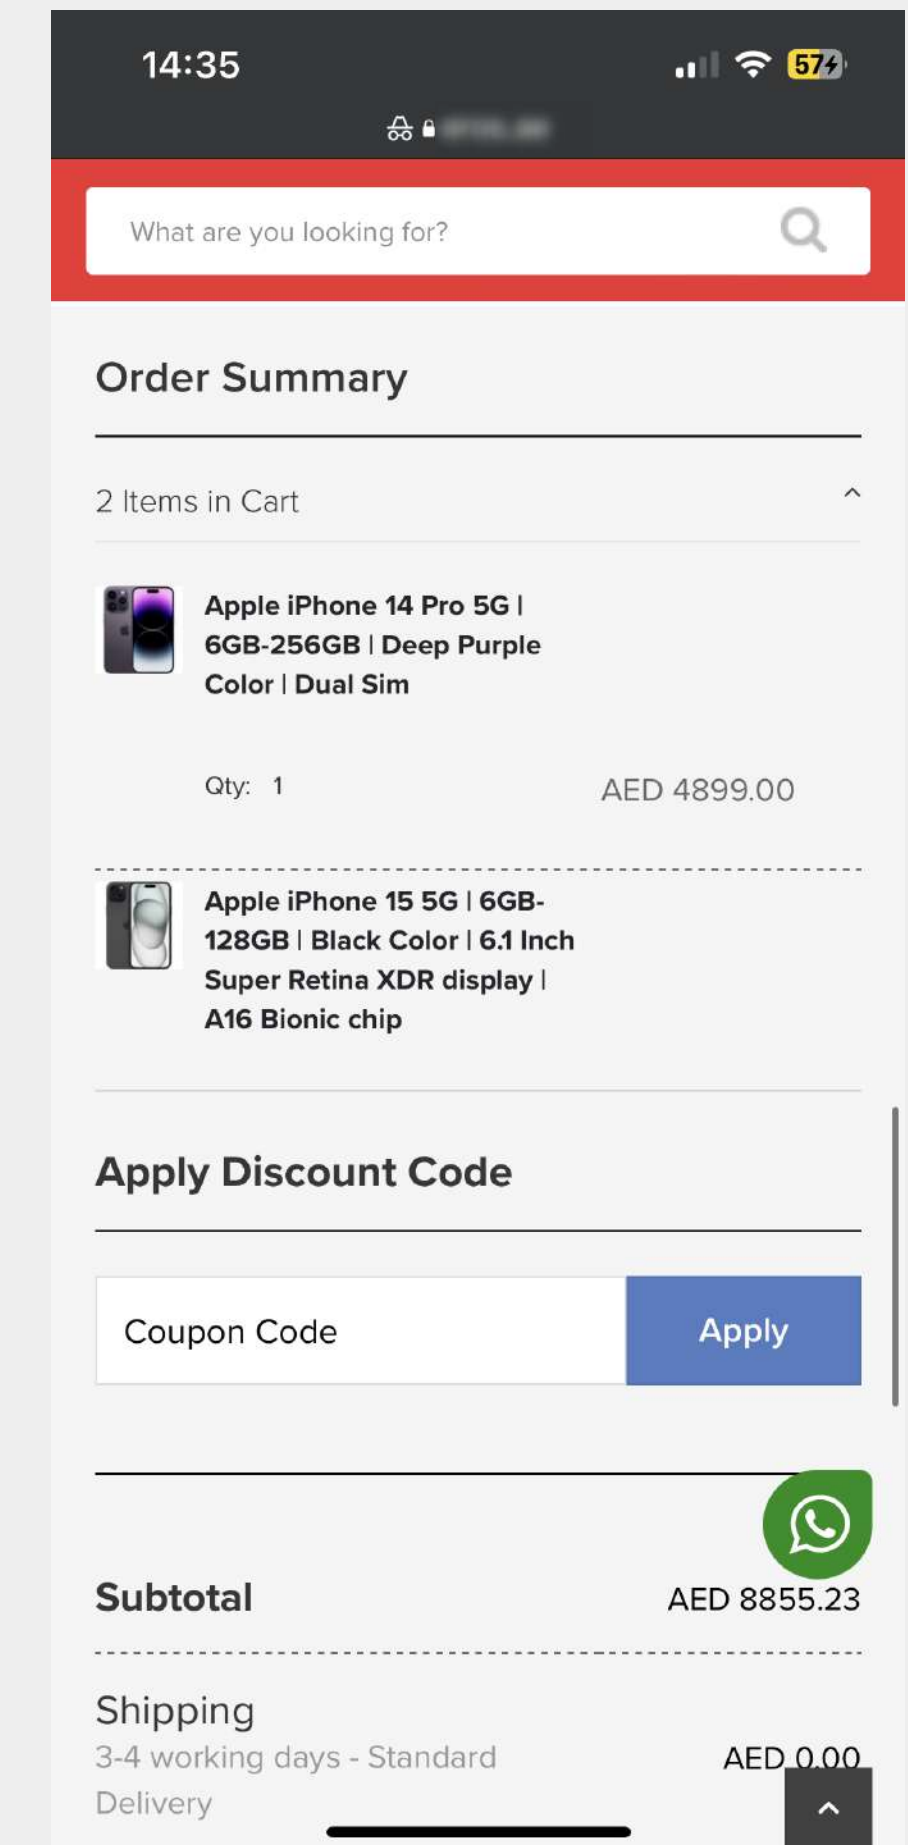 14:35
57
What are you looking for?
Order Summary
2 Items in Cart
Apple iPhone 14 Pro 5G |
6GB-256GB | Deep Purple
Color | Dual Sim
Qty: 1 AED 4899.00
Apple iPhone 15 5G | 6GB-
128GB | Black Color | 6.1 Inch
Super Retina XDR display |
A16 Bionic chip
Apply Discount Code
Coupon Code Apply
Subtotal AED 8855.23
Shipping
3-4 working days - Standard AED 0.00
Delivery